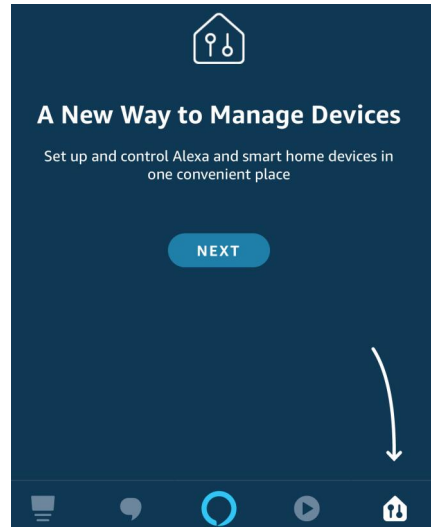 A New Way to Manage Devices
Set up and control Alexa and smart home devices in
one convenient place
NEXT